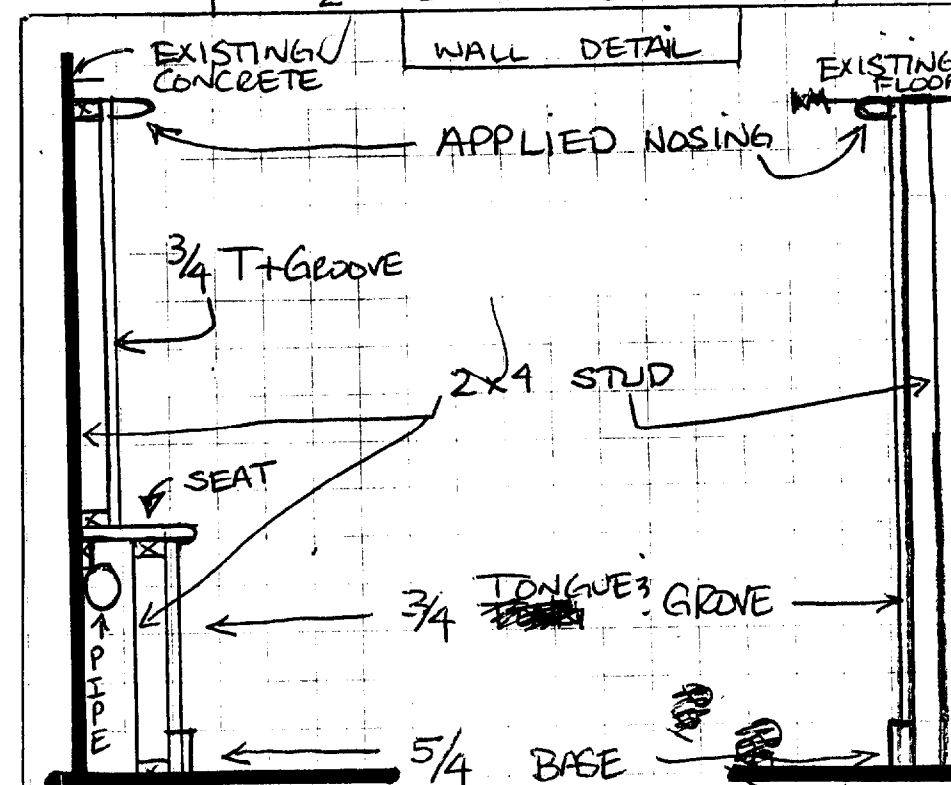 EXISTING
CONCRETE
WALL DETAIL
EXISTING
FLOOR
APPLIED NOSING
3/4 T+GROOVE
2x4 STUD
SEAT
3/4 TONGUE & GROVE
PIPE
5/4 BASE